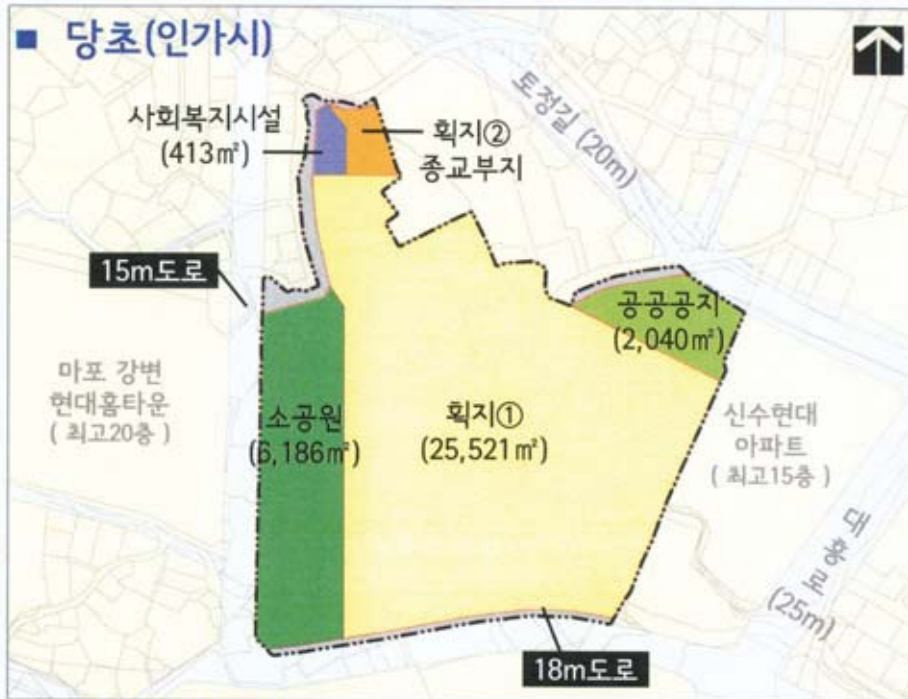 ■ 당초(인가시)
사회복지시설
(413㎡)
획지②
종교부지
토정길 (20m)
15m도로
공공공지
(2,040㎡)
마포 강변
현대홈타운
( 최고20층 )
소공원
(6,186㎡)
획지①
(25,521㎡)
신수현대
아파트
( 최고15층 )
대흥로
(25m)
18m도로